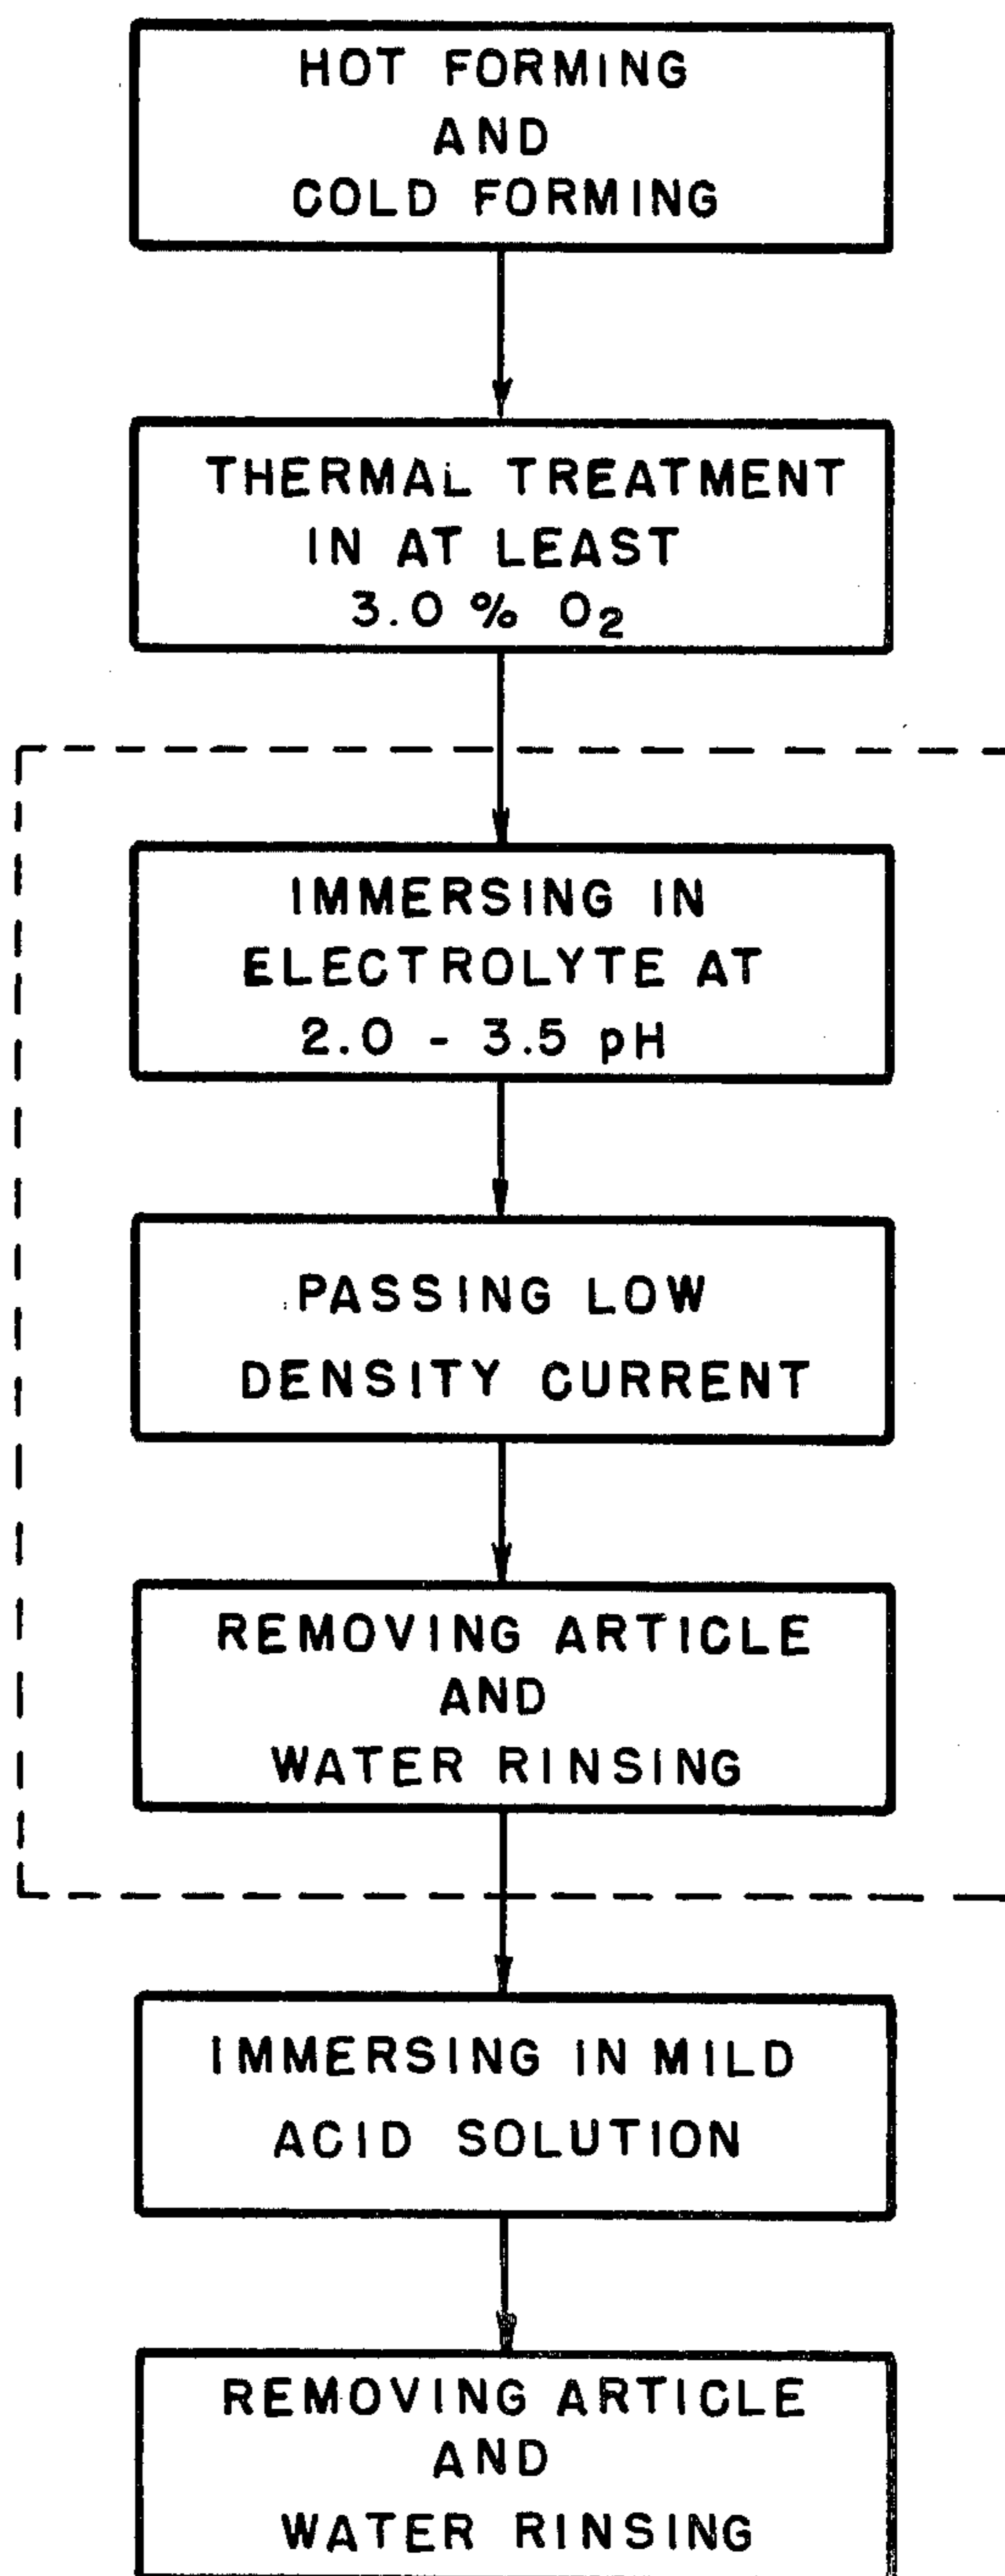 HOT FORMING
AND
COLD FORMING
THERMAL TREATMENT
IN AT LEAST
3.0 % O2
IMMERSING IN
ELECTROLYTE AT
2.0 - 3.5 pH
PASSING LOW
DENSITY CURRENT
REMOVING ARTICLE
AND
WATER RINSING
IMMERSING IN MILD
ACID SOLUTION
REMOVING ARTICLE
AND
WATER RINSING